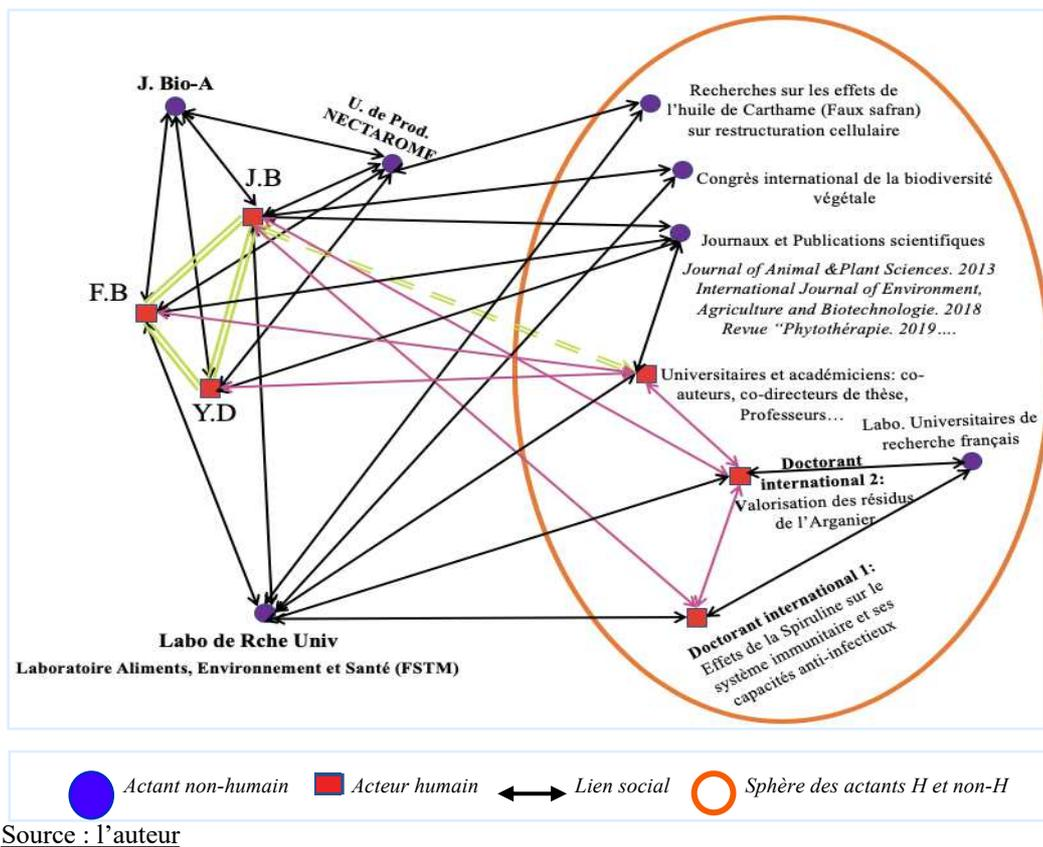 J. Bio-A
U. de Prod.
NECTAROME
J.B
F.B
Y.D
Labo de Rche Univ
Laboratoire Aliments, Environnement et Santé (FSTM)
Recherches sur les effets de
l’huile de Carthame (Faux safran)
sur restructuration cellulaire
Congrès international de la biodiversité
végétale
Journaux et Publications scientifiques
Journal of Animal &Plant Sciences. 2013
International Journal of Environment,
Agriculture and Biotechnologie. 2018
Revue “Phytothérapie. 2019….
Universitaires et académiciens: co-
auteurs, co-directeurs de thèse,
Professeurs…
Labo. Universitaires de
recherche français
Doctorant
international 2:
Valorisation des résidus
de l’Arganier
Doctorant international 1:
Effets de la Spiruline sur le
système immunitaire et ses
capacités anti-infectieux
Actant non-humain
Acteur humain
Lien social
Sphère des actants H et non-H
Source : l’auteur